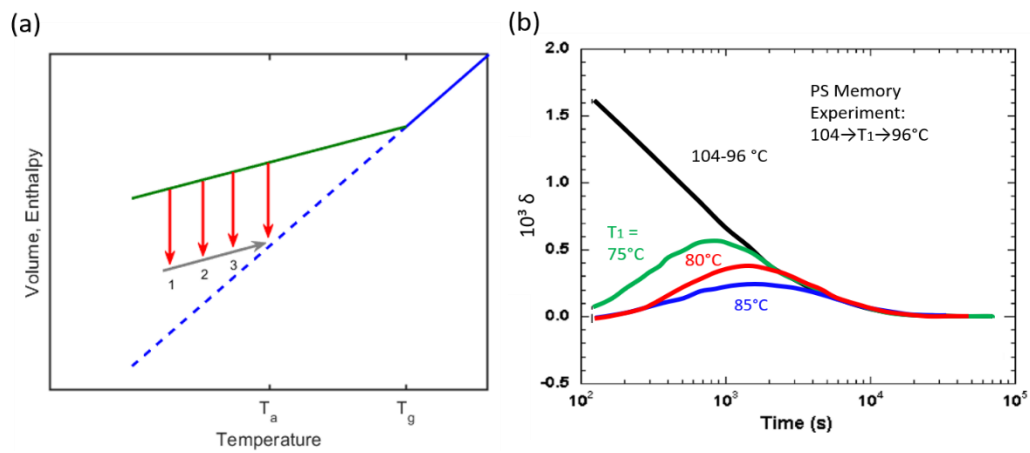 (a)
Volume, Enthalpy
1
2
3
Tₐ
T_g
Temperature
(b)
10³ δ
2.0
1.5
1.0
0.5
0.0
-0.5
PS Memory
Experiment:
104→T₁→96°C
104-96 °C
T₁ =
75°C
80°C
85°C
10² 10³ 10⁴ 10⁵
Time (s)